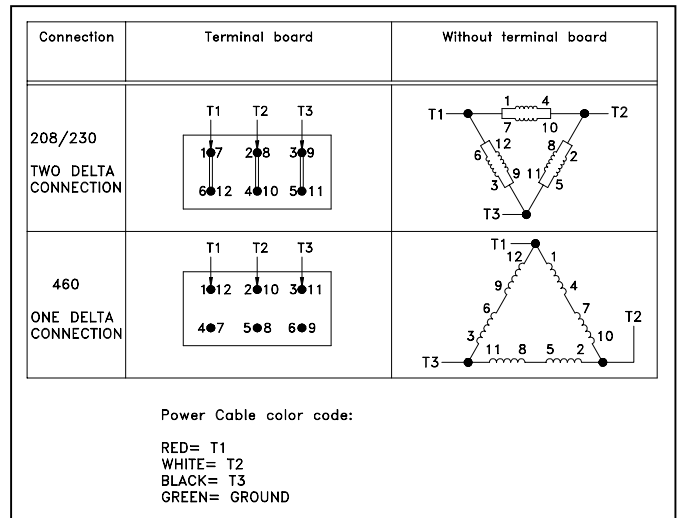 Connection Terminal board Without terminal board
208/230
TWO DELTA
CONNECTION
T1 T2 T3
1 7 2 8 3 9
6 12 4 10 5 11
T1 1 4 T2
7 10
12 8
6 2
9 11
3 5
T3
460
ONE DELTA
CONNECTION
T1 T2 T3
1 12 2 10 3 11
4 7 5 8 6 9
T1
12 1
9 4
6 7 T2
3 10
T3 11 8 5 2
Power Cable color code:
RED= T1
WHITE= T2
BLACK= T3
GREEN= GROUND